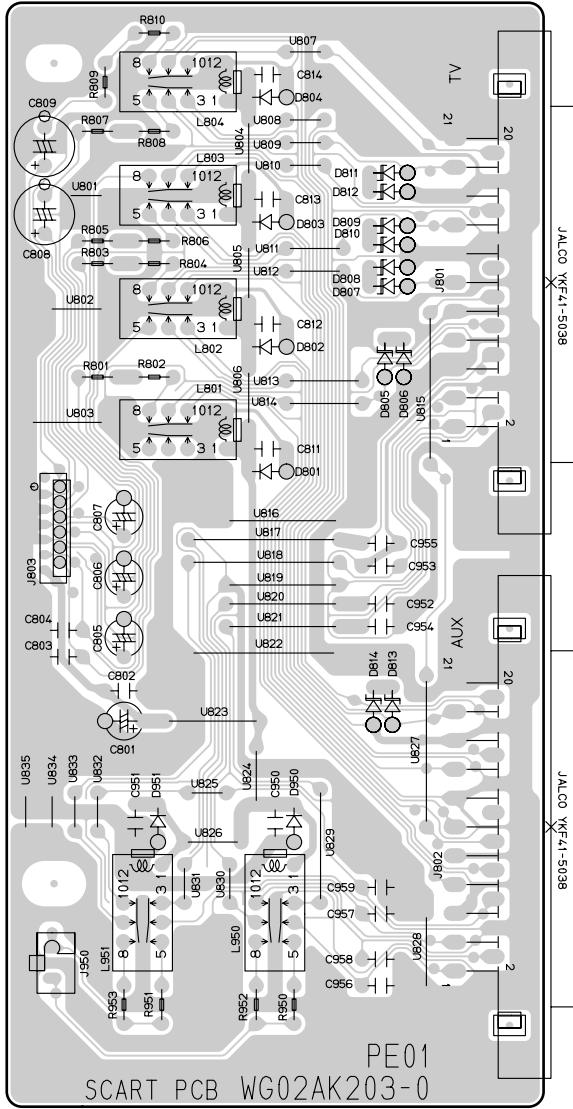 R810
U807
TV
8 1012
C814
R809
5 3 1
D804
C809
L804
U808
21
20
R807
R808
U804
U809
L803
U810
D811
8 1012
D812
U801
C813
5 3 1
D803
D809
D810
C808
R805
R806
U811
JALCO YKF41-5038
R803
R804
U805
U812
D808
J801
D807
8 1012
U802
5 3 1
C812
L802
D802
U806
R801
R802
U813
L801
U814
D805
D806
U815
8 1012
U803
5 3 1
C811
D801
1
2
U816
C807
U817
C955
U818
C953
J803
C806
U819
U820
C952
C804
U821
C954
AUX
C803
C805
U822
D814
D813
21
20
C802
U823
C801
U827
U835
U834
U833
U832
C951
D951
U825
U824
C950
D950
JALCO YKF41-5038
U826
U829
1012 3 1
U831
U830
1012 3 1
J802
C959
C957
J950
L951
8 5
L950
8 5
C958
U828
C956
1
2
R953
R951
R952
R950
PE01
SCART PCB WG02AK203-0